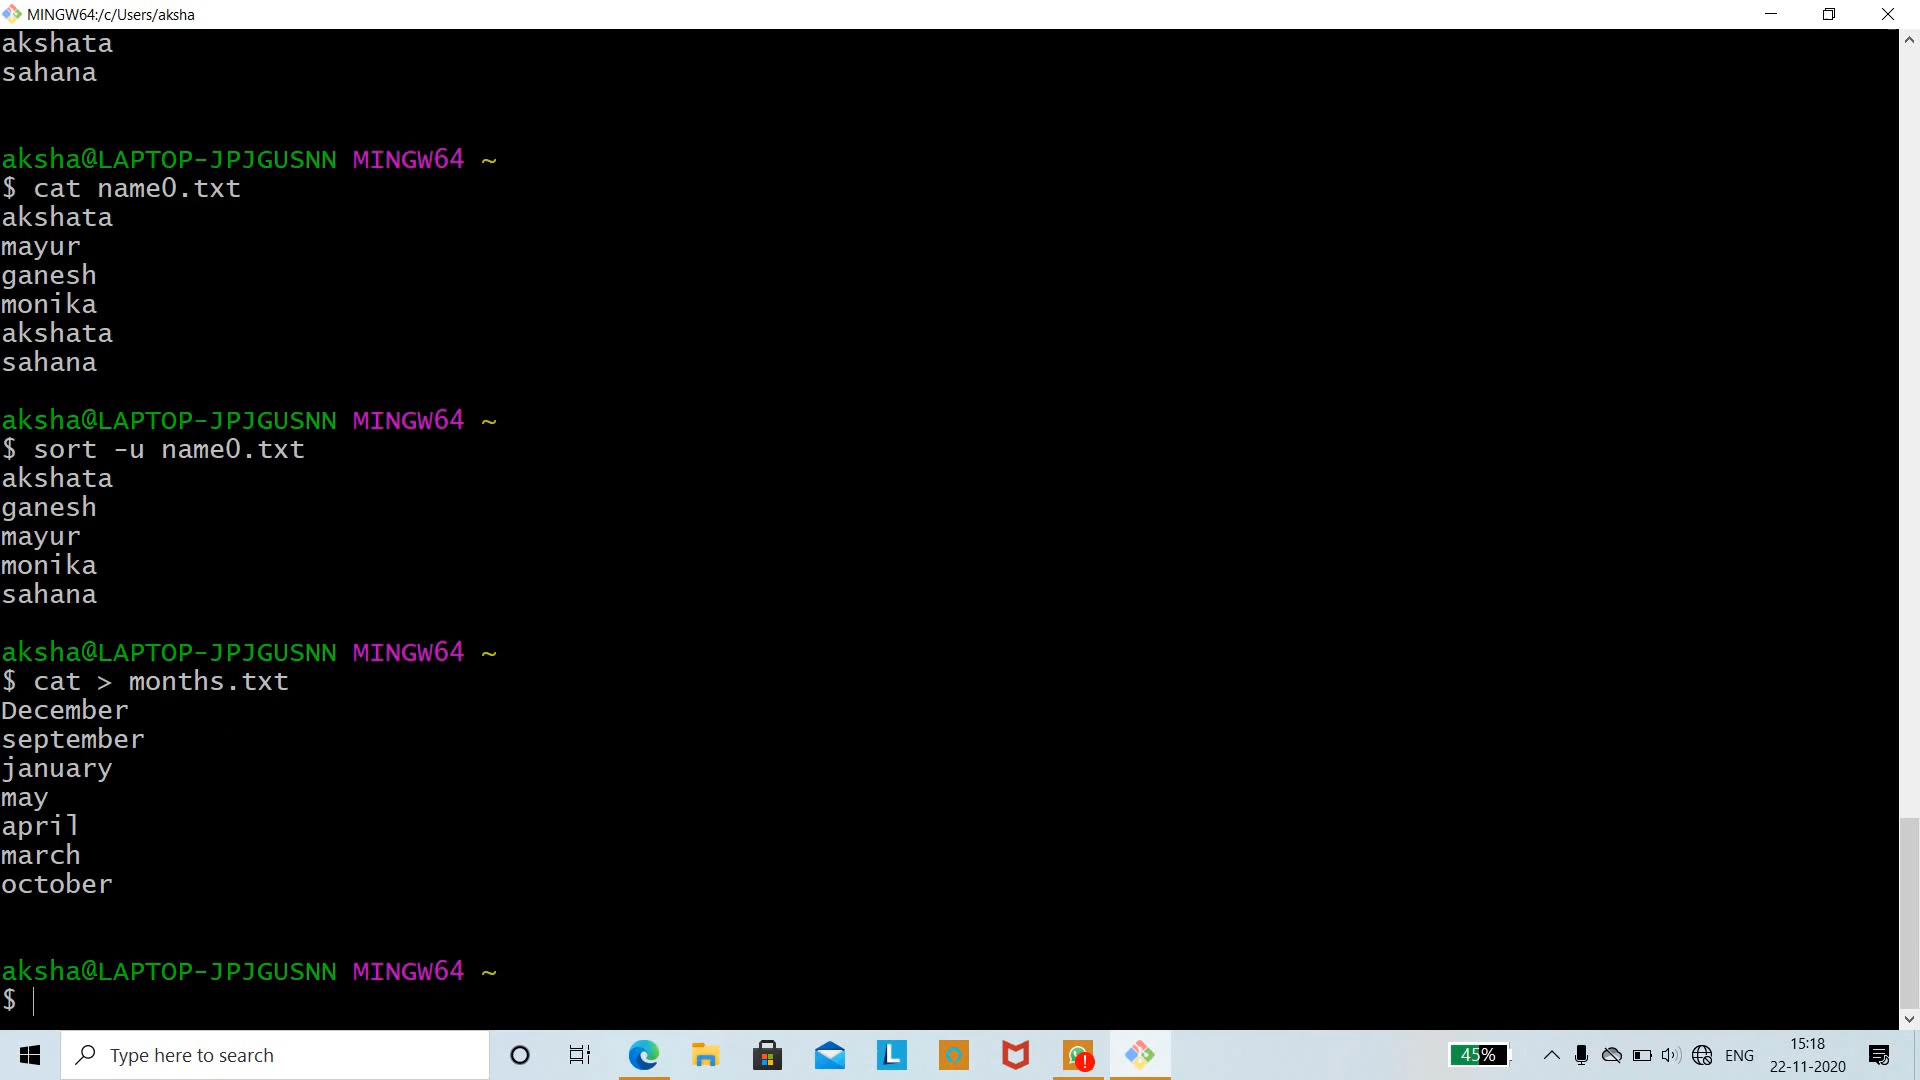 MINGW64:/c/Users/aksha
akshata
sahana
aksha@LAPTOP-JPJGUSNN MINGW64 ~
$ cat name0.txt
akshata
mayur
ganesh
monika
akshata
sahana
aksha@LAPTOP-JPJGUSNN MINGW64 ~
$ sort -u name0.txt
akshata
ganesh
mayur
monika
sahana
aksha@LAPTOP-JPJGUSNN MINGW64 ~
$ cat > months.txt
December
september
january
may
april
march
october
aksha@LAPTOP-JPJGUSNN MINGW64 ~
$
Type here to search
L
45%
ENG
15:18
22-11-2020